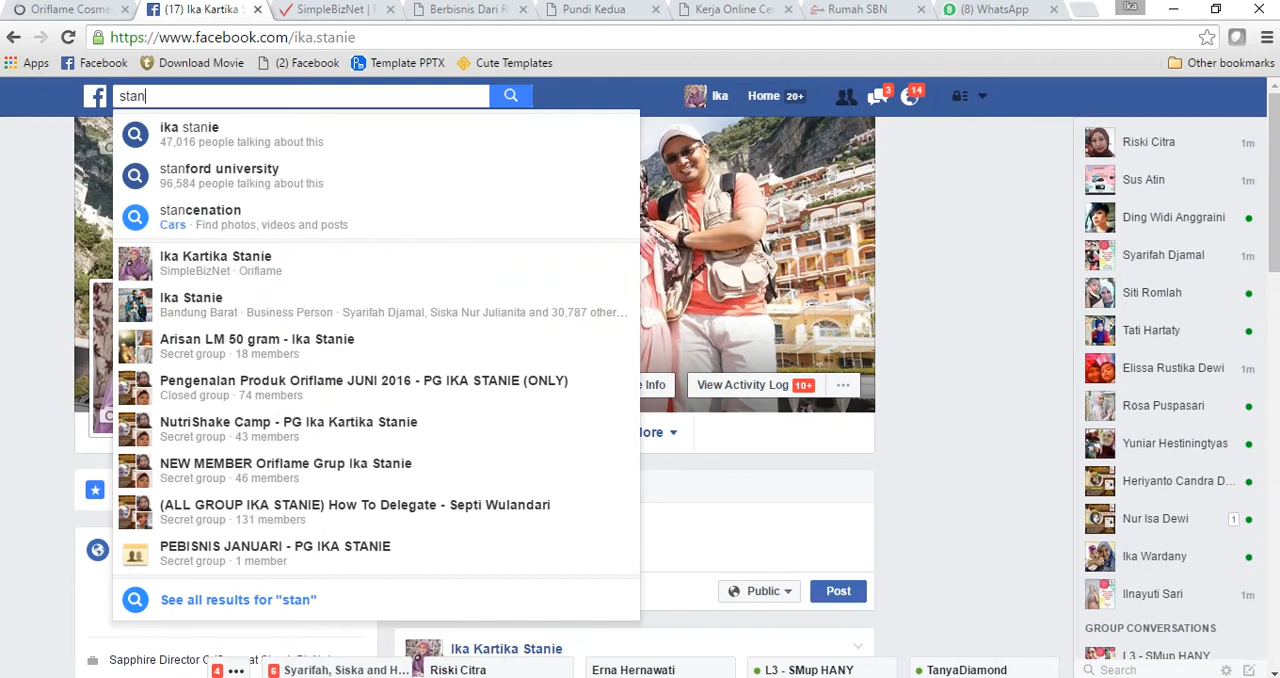 Oriflame Cosme
(17) Ika Kartika S
SimpleBizNet |
Berbisnis Dari R
Pundi Kedua
Kerja Online Ce
Rumah SBN
(8) WhatsApp
Ika
https://www.facebook.com/ika.stanie
Apps
Facebook
Download Movie
(2) Facebook
Template PPTX
Cute Templates
Other bookmarks
stan
Ika
Home 20+
3
14
ika stanie
47,016 people talking about this
stanford university
96,584 people talking about this
stancenation
Cars · Find photos, videos and posts
Ika Kartika Stanie
SimpleBizNet · Oriflame
Ika Stanie
Bandung Barat · Business Person · Syarifah Djamal, Siska Nur Julianita and 30,787 other...
Arisan LM 50 gram - Ika Stanie
Secret group · 18 members
Pengenalan Produk Oriflame JUNI 2016 - PG IKA STANIE (ONLY)
Closed group · 74 members
NutriShake Camp - PG Ika Kartika Stanie
Secret group · 43 members
NEW MEMBER Oriflame Grup Ika Stanie
Secret group · 46 members
(ALL GROUP IKA STANIE) How To Delegate - Septi Wulandari
Secret group · 131 members
PEBISNIS JANUARI - PG IKA STANIE
Secret group · 1 member
See all results for "stan"
e Info
View Activity Log 10+
ore
Public
Post
Ika Kartika Stanie
Sapphire Director
4
6 Syarifah, Siska and H...
Riski Citra
Erna Hernawati
L3 - SMup HANY
TanyaDiamond
Riski Citra 1m
Sus Atin 1m
Ding Widi Anggraini
Syarifah Djamal 1m
Siti Romlah
Tati Hartaty
Elissa Rustika Dewi
Rosa Puspasari
Yuniar Hestiningtyas
Heriyanto Candra D...
Nur Isa Dewi 1
Ika Wardany
Ilnayuti Sari 1m
GROUP CONVERSATIONS
L3 - SMup HANY
Search